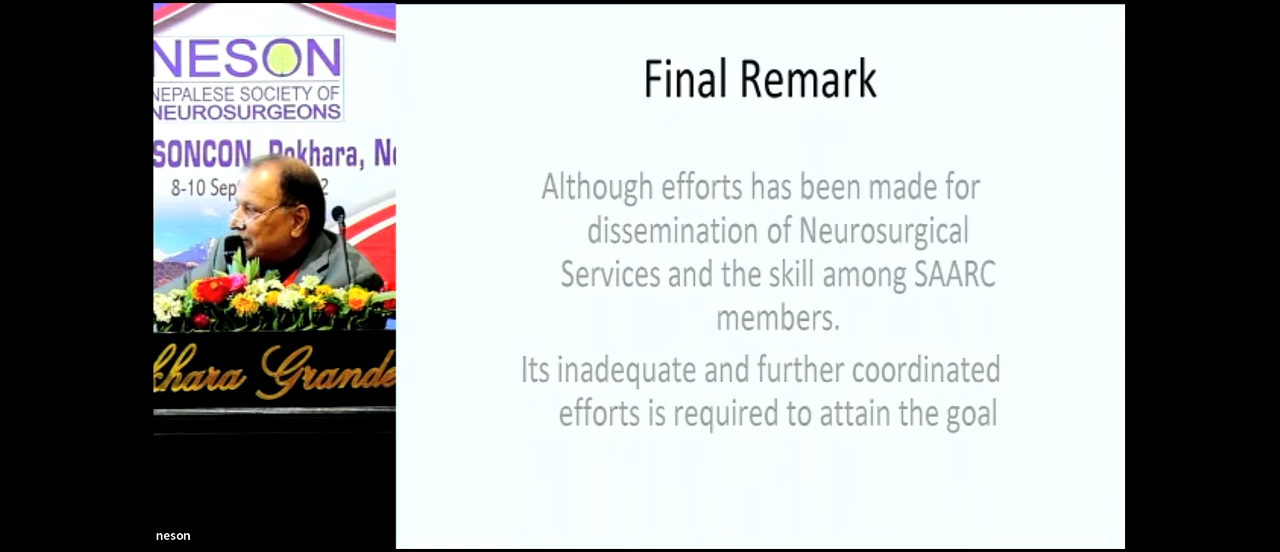 NESON
NEPALESE SOCIETY OF
NEUROSURGEONS
SONCON, Pokhara, Ne
8-10 Sep 2
khara Grande
Final Remark
Although efforts has been made for
dissemination of Neurosurgical
Services and the skill among SAARC
members.
Its inadequate and further coordinated
efforts is required to attain the goal
neson